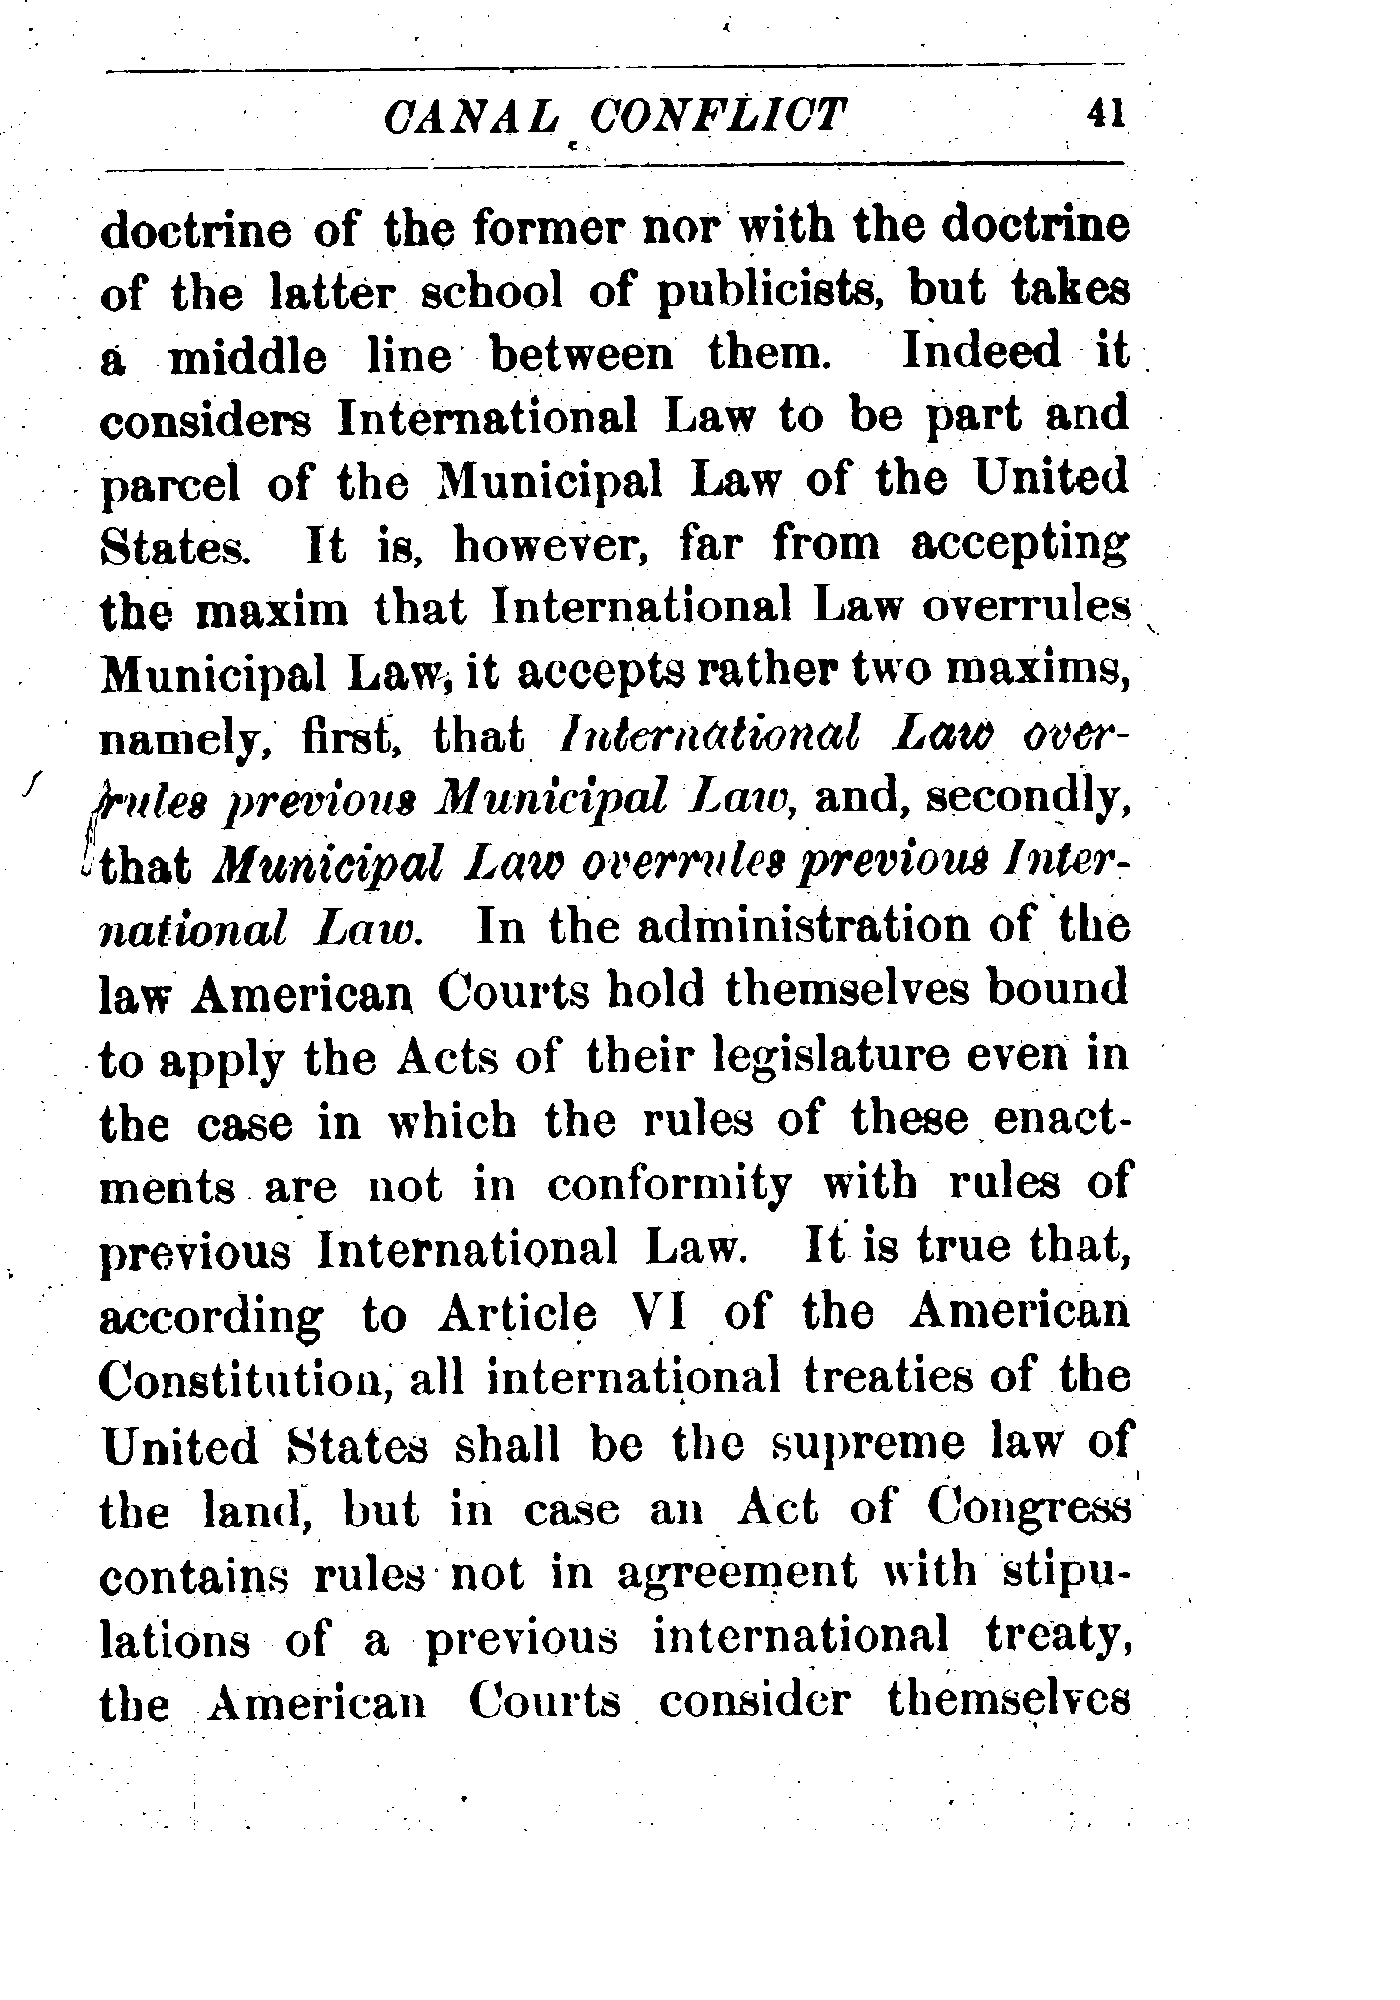 CANAL CONFLICT 41
doctrine of the former nor with the doctrine
of the latter school of publicists, but takes
a middle line between them. Indeed it
considers International Law to be part and
parcel of the Municipal Law of the United
States. It is, however, far from accepting
the maxim that International Law overrules
Municipal Law, it accepts rather two maxims,
namely, first, that International Law over-
rules previous Municipal Law, and, secondly,
that Municipal Law overrules previous Inter-
national Law. In the administration of the
law American Courts hold themselves bound
to apply the Acts of their legislature even in
the case in which the rules of these enact-
ments are not in conformity with rules of
previous International Law. It is true that,
according to Article VI of the American
Constitution, all international treaties of the
United States shall be the supreme law of
the land, but in case an Act of Congress
contains rules not in agreement with stipu-
lations of a previous international treaty,
the American Courts consider themselves